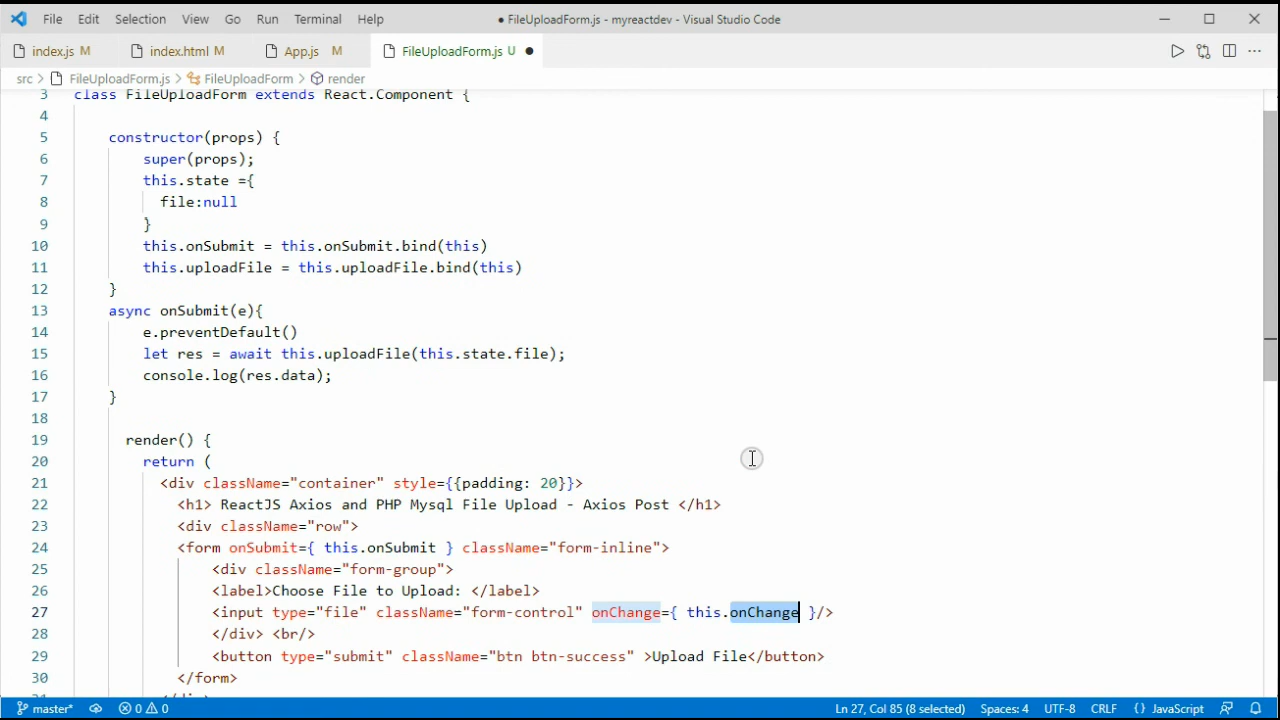 File Edit Selection View Go Run Terminal Help ● FileUploadForm.js - myreactdev - Visual Studio Code
index.js M index.html M App.js M FileUploadForm.js U ●
src > FileUploadForm.js > FileUploadForm > render
3 class FileUploadForm extends React.Component {
4
5 constructor(props) {
6 super(props);
7 this.state ={
8 file:null
9 }
10 this.onSubmit = this.onSubmit.bind(this)
11 this.uploadFile = this.uploadFile.bind(this)
12 }
13 async onSubmit(e){
14 e.preventDefault()
15 let res = await this.uploadFile(this.state.file);
16 console.log(res.data);
17 }
18
19 render() {
20 return (
21 <div className="container" style={{padding: 20}}>
22 <h1> ReactJS Axios and PHP Mysql File Upload - Axios Post </h1>
23 <div className="row">
24 <form onSubmit={ this.onSubmit } className="form-inline">
25 <div className="form-group">
26 <label>Choose File to Upload: </label>
27 <input type="file" className="form-control" onChange={ this.onChange }/>
28 </div> <br/>
29 <button type="submit" className="btn btn-success" >Upload File</button>
30 </form>
master* 0 0 Ln 27, Col 85 (8 selected) Spaces: 4 UTF-8 CRLF {} JavaScript